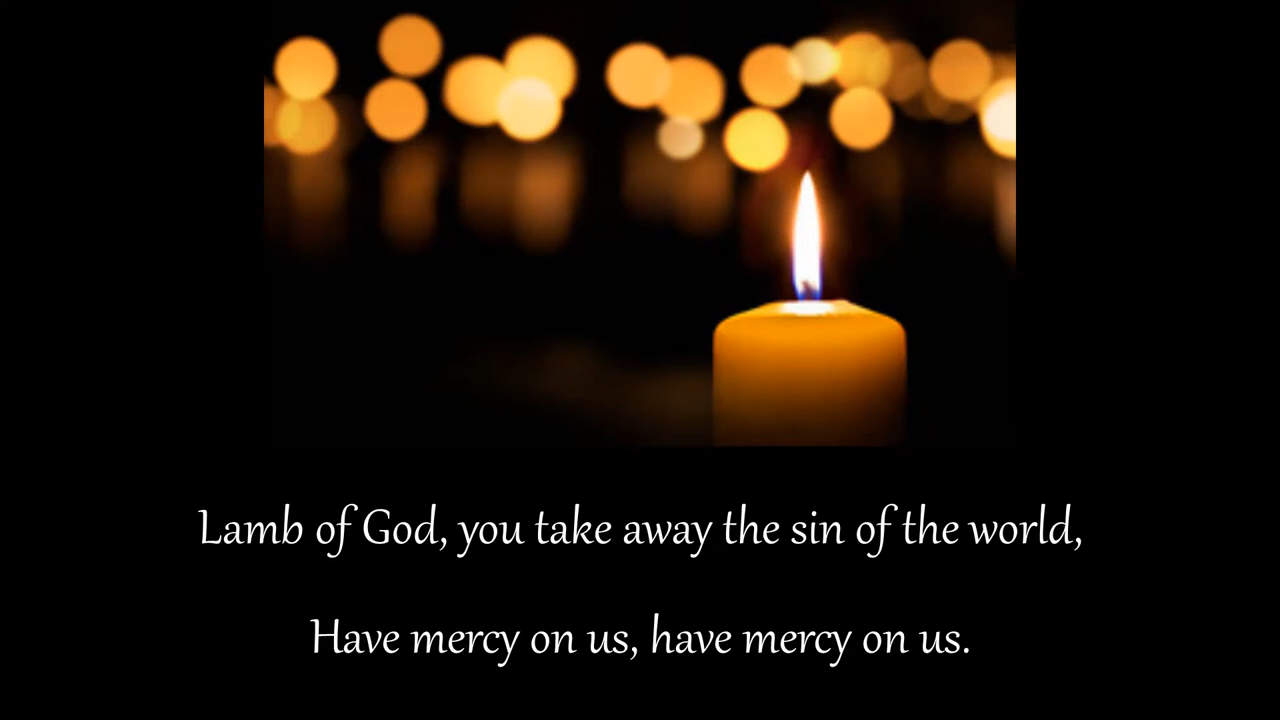 Lamb of God, you take away the sin of the world,
Have mercy on us, have mercy on us.